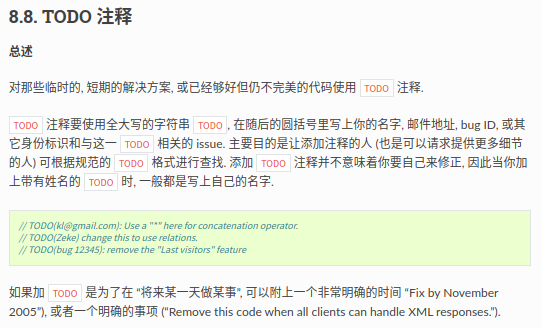 8.8. TODO 注释
总述
对那些临时的, 短期的解决方案, 或已经够好但仍不完美的代码使用 TODO 注释.
TODO 注释要使用全大写的字符串 TODO, 在随后的圆括号里写上你的名字, 邮件地址, bug ID, 或其
它身份标识和与这一 TODO 相关的 issue. 主要目的是让添加注释的人 (也是可以请求提供更多细节
的人) 可根据规范的 TODO 格式进行查找. 添加 TODO 注释并不意味着你要自己来修正, 因此当你加
上带有姓名的 TODO 时, 一般都是写上自己的名字.
// TODO(kl@gmail.com): Use a "*" here for concatenation operator.
// TODO(Zeke) change this to use relations.
// TODO(bug 12345): remove the "Last visitors" feature
如果加 TODO 是为了在 “将来某一天做某事”, 可以附上一个非常明确的时间 “Fix by November
2005”), 或者一个明确的事项 (“Remove this code when all clients can handle XML responses.”).